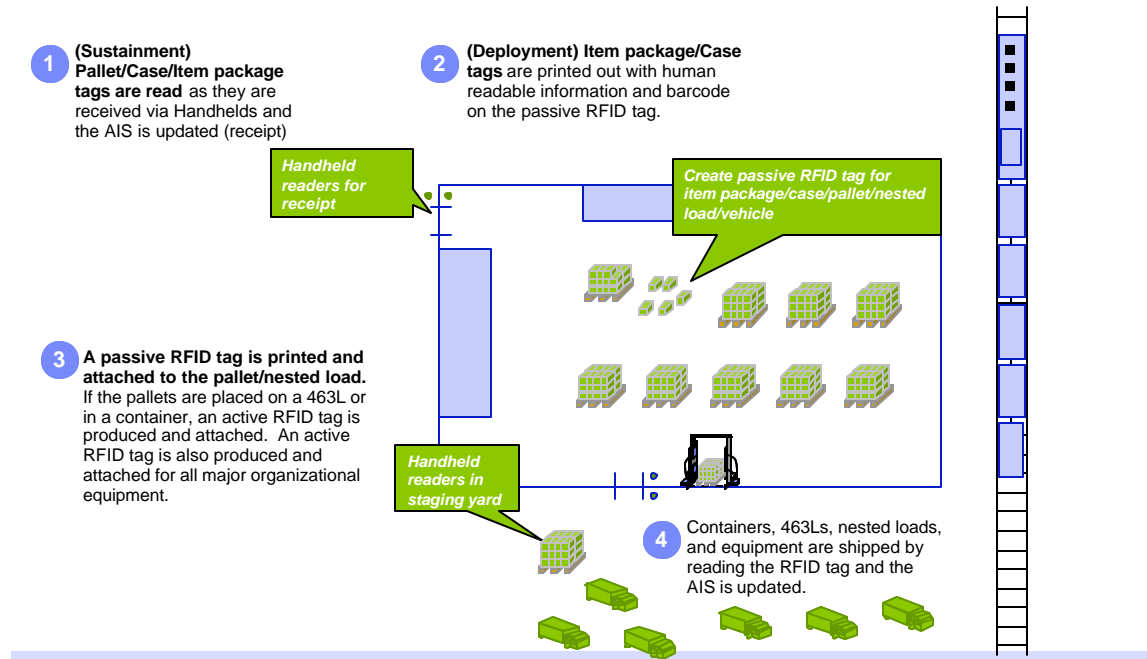 1
(Sustainment)
Pallet/Case/Item package
tags are read as they are
received via Handhelds and
the AIS is updated (receipt)
2
(Deployment) Item package/Case
tags are printed out with human
readable information and barcode
on the passive RFID tag.
Handheld
readers for
receipt
Create passive RFID tag for
item package/case/pallet/nested
load/vehicle
3
A passive RFID tag is printed and
attached to the pallet/nested load.
If the pallets are placed on a 463L or
in a container, an active RFID tag is
produced and attached.  An active
RFID tag is also produced and
attached for all major organizational
equipment.
Handheld
readers in
staging yard
4
Containers, 463Ls, nested loads,
and equipment are shipped by
reading the RFID tag and the
AIS is updated.